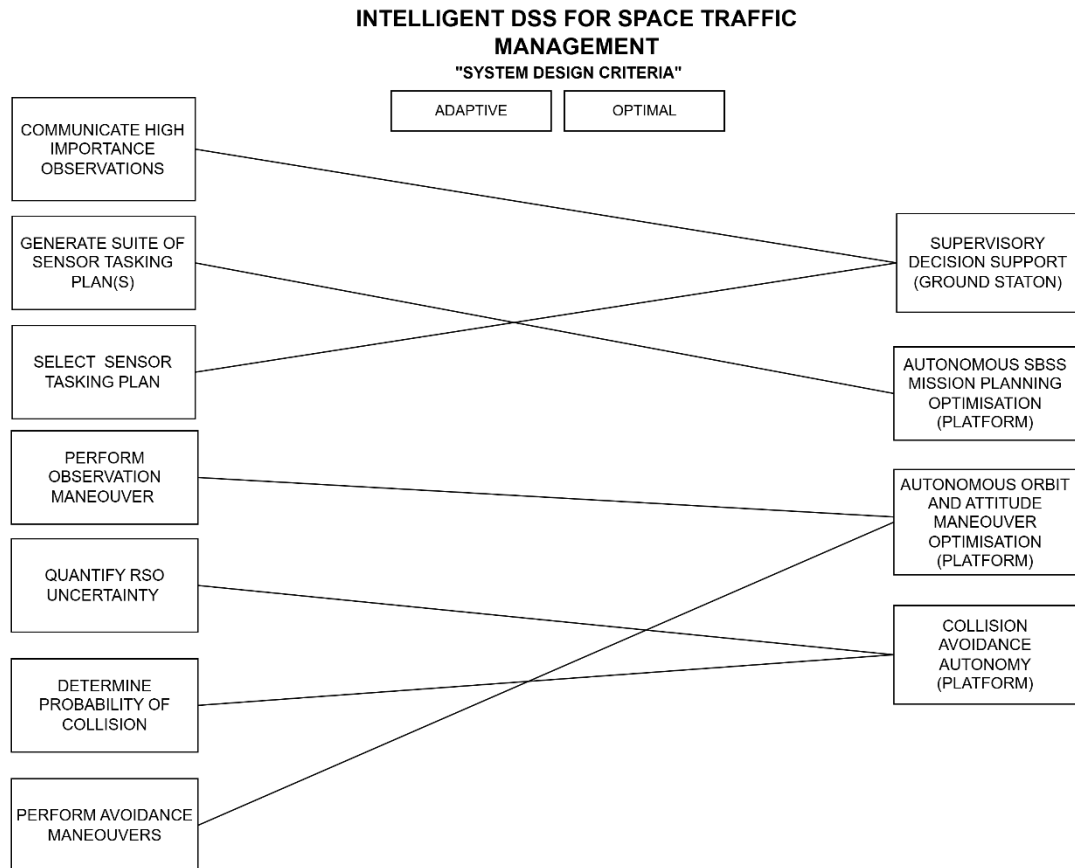 INTELLIGENT DSS FOR SPACE TRAFFIC
MANAGEMENT
"SYSTEM DESIGN CRITERIA"
ADAPTIVE
OPTIMAL
COMMUNICATE HIGH
IMPORTANCE
OBSERVATIONS
GENERATE SUITE OF
SENSOR TASKING
PLAN(S)
SELECT SENSOR
TASKING PLAN
PERFORM
OBSERVATION
MANEOUVER
QUANTIFY RSO
UNCERTAINTY
DETERMINE
PROBABILITY OF
COLLISION
PERFORM AVOIDANCE
MANEOUVERS
SUPERVISORY
DECISION SUPPORT
(GROUND STATON)
AUTONOMOUS SBSS
MISSION PLANNING
OPTIMISATION
(PLATFORM)
AUTONOMOUS ORBIT
AND ATTITUDE
MANEOUVER
OPTIMISATION
(PLATFORM)
COLLISION
AVOIDANCE
AUTONOMY
(PLATFORM)